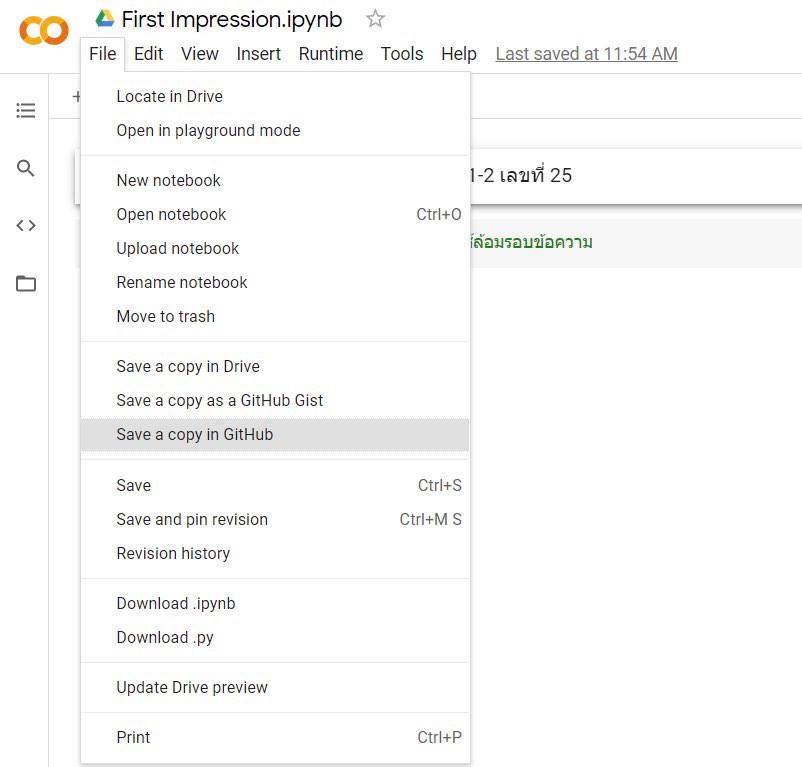 First Impression.ipynb
File Edit View Insert Runtime Tools Help Last saved at 11:54 AM
+
Locate in Drive
Open in playground mode
1-2 เลขที่ 25
New notebook
Open notebook Ctrl+O
ล้อมรอบข้อความ
Upload notebook
Rename notebook
Move to trash
Save a copy in Drive
Save a copy as a GitHub Gist
Save a copy in GitHub
Save Ctrl+S
Save and pin revision Ctrl+M S
Revision history
Download .ipynb
Download .py
Update Drive preview
Print Ctrl+P